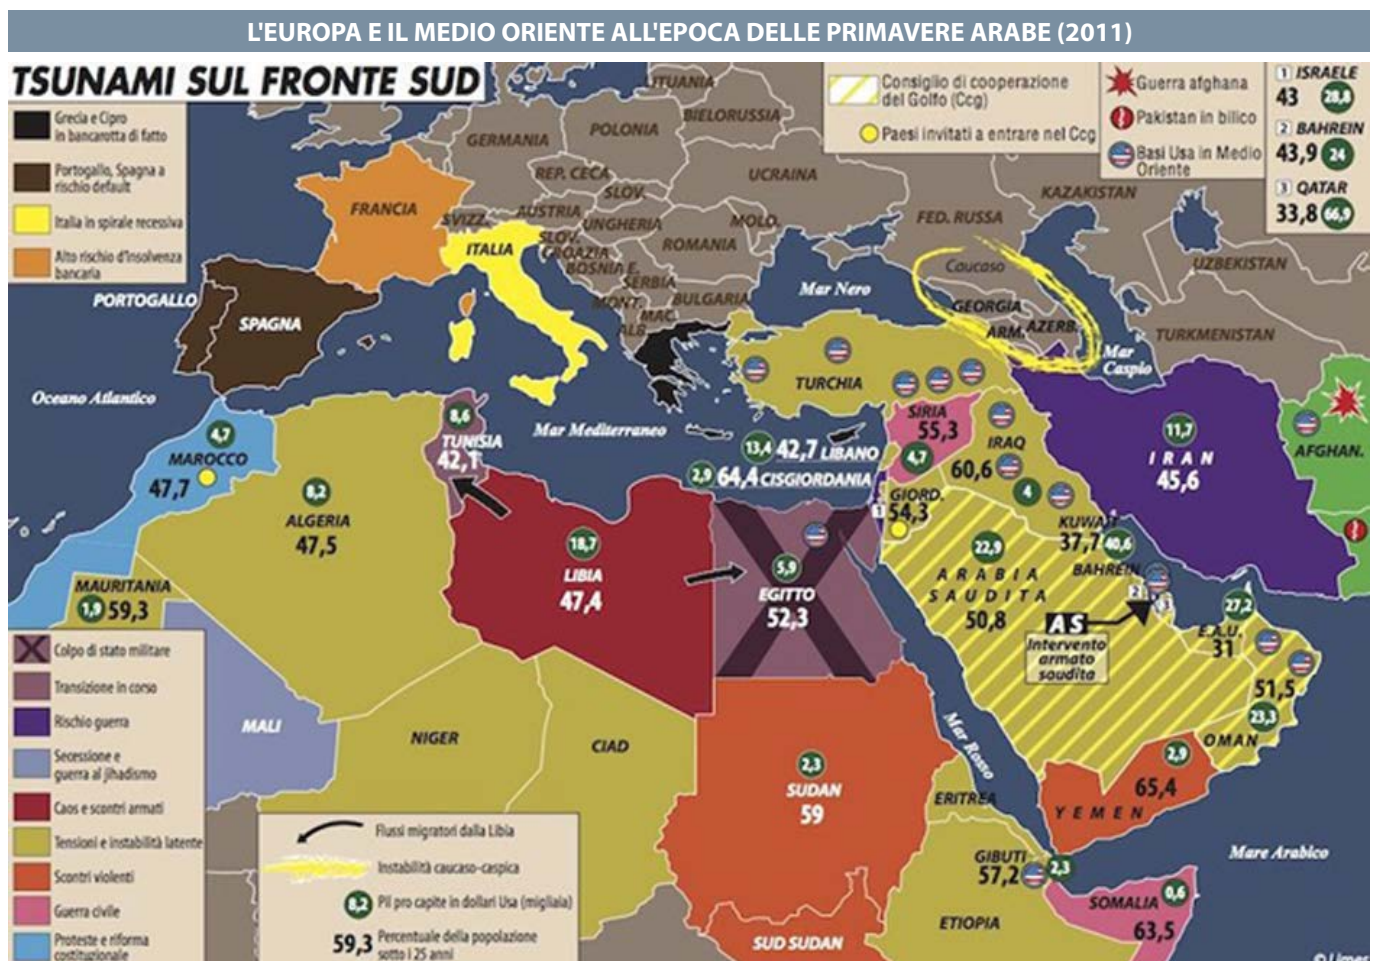 L'EUROPA E IL MEDIO ORIENTE ALL'EPOCA DELLE PRIMAVERE ARABE (2011)
TSUNAMI SUL FRONTE SUD
Grecia e Cipro
in bancarotta di fatto
Portogallo, Spagna a
rischio default
Italia in spirale recessiva
Alto rischio d'insolvenza
bancaria
Consiglio di cooperazione
del Golfo (Ccg)
Paesi invitati a entrare nel Ccg
Guerra afghana
Pakistan in bilico
Basi Usa in Medio
Oriente
1 ISRAELE
43 28,8
2 BAHREIN
43,9 24
3 QATAR
33,8 66,9
LITUANIA
BIELORUSSIA
POLONIA
GERMANIA
REP. CECA
SLOV.
UCRAINA
KAZAKISTAN
FRANCIA
SVIZZ.
AUSTRIA
UNGHERIA
MOLO.
FED. RUSSA
ITALIA
SLOV.
CROAZIA
ROMANIA
UZBEKISTAN
BOSNIA E.
SERBIA
Caucaso
PORTOGALLO
SPAGNA
MONT.
MAC.
BULGARIA
ALB.
Mar Nero
GEORGIA
ARM.
AZERB.
TURKMENISTAN
Mar
Caspio
Oceano Atlantico
TURCHIA
Mar Mediterraneo
4,7
MAROCCO
47,7
8,6
TUNISIA
42,1
8,2
ALGERIA
47,5
13,4 42,7 LIBANO
2,9 64,4 CISGIORDANIA
SIRIA
55,3
4,7
IRAQ
60,6
4
11,7
IRAN
45,6
AFGHAN.
1
GIORD.
54,3
KUWAIT
37,7 40,6
BAHREIN
2
3
18,7
LIBIA
47,4
5,9
EGITTO
52,3
22,9
ARABIA
SAUDITA
50,8
AS
Intervento
armato
saudita
27,2
E.A.U.
31
51,5
23,3
OMAN
MAURITANIA
1,9 59,3
MALI
NIGER
CIAD
2,3
SUDAN
59
Mar Rosso
2,9
65,4
YEMEN
ERITREA
GIBUTI
57,2
2,3
Mare Arabico
ETIOPIA
SUD SUDAN
0,6
SOMALIA
63,5
Colpo di stato militare
Transizione in corso
Rischio guerra
Secessione e
guerra al jihadismo
Caos e scontri armati
Tensioni e instabilità latente
Scontri violenti
Guerra civile
Proteste e riforma
costituzionale
Flussi migratori dalla Libia
Instabilità caucaso-caspica
8,2 Pil pro capite in dollari Usa (migliaia)
59,3 Percentuale della popolazione
sotto i 25 anni
© Limes